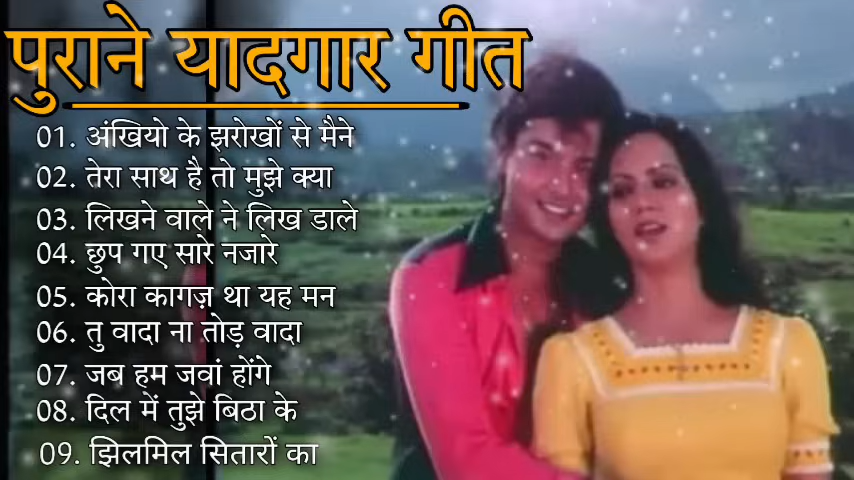 पुराने यादगार गीत
01. अंखियो के झरोखों से मैने
02. तेरा साथ है तो मुझे क्या
03. लिखने वाले ने लिख डाले
04. छुप गए सारे नजारे
05. कोरा कागज़ था यह मन
06. तु वादा ना तोड़ वादा
07. जब हम जवां होंगे
08. दिल में तुझे बिठा के
09. झिलमिल सितारों का